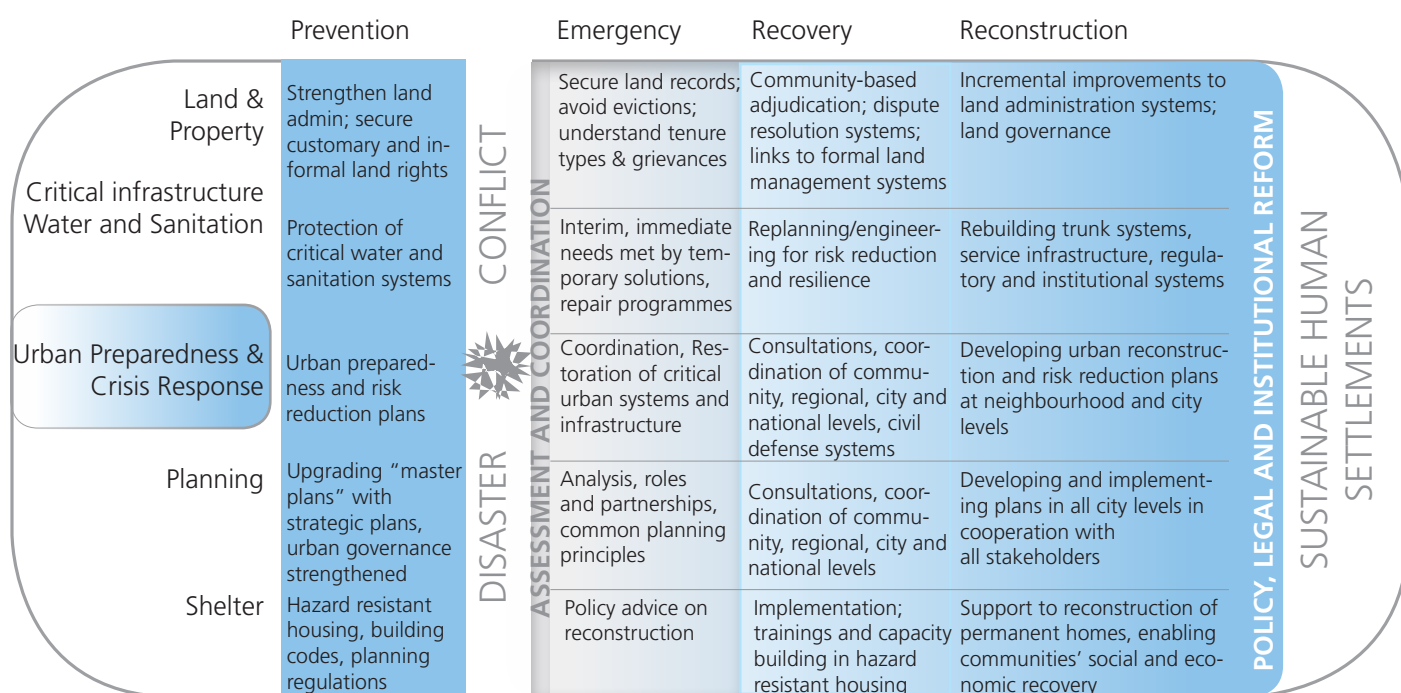 Prevention
Emergency
Recovery
Reconstruction
Land &
Property
Strengthen land
admin; secure
customary and in-
formal land rights
Secure land records;
avoid evictions;
understand tenure
types & grievances
Community-based
adjudication; dispute
resolution systems;
links to formal land
management systems
Incremental improvements to
land administration systems;
land governance
Critical infrastructure
Water and Sanitation
Protection of
critical water and
sanitation systems
Interim, immediate
needs met by tem-
porary solutions,
repair programmes
Replanning/engineer-
ing for risk reduction
and resilience
Rebuilding trunk systems,
service infrastructure, regula-
tory and institutional systems
Urban Preparedness &
Crisis Response
Urban prepared-
ness and risk
reduction plans
Coordination, Res-
toration of critical
urban systems and
infrastructure
Consultations, coor-
dination of commu-
nity, regional, city and
national levels, civil
defense systems
Developing urban reconstruc-
tion and risk reduction plans
at neighbourhood and city
levels
Planning
Upgrading “master
plans” with
strategic plans,
urban governance
strengthened
Analysis, roles
and partnerships,
common planning
principles
Consultations, coor-
dination of commu-
nity, regional, city and
national levels
Developing and implement-
ing plans in all city levels in
cooperation with
all stakeholders
Shelter
Hazard resistant
housing, building
codes, planning
regulations
Policy advice on
reconstruction
Implementation;
trainings and capacity
building in hazard
resistant housing
Support to reconstruction of
permanent homes, enabling
communities’ social and eco-
nomic recovery
DISASTER
CONFLICT
ASSESSMENT AND COORDINATION
POLICY, LEGAL AND INSTITUTIONAL REFORM
SUSTAINABLE HUMAN
SETTLEMENTS